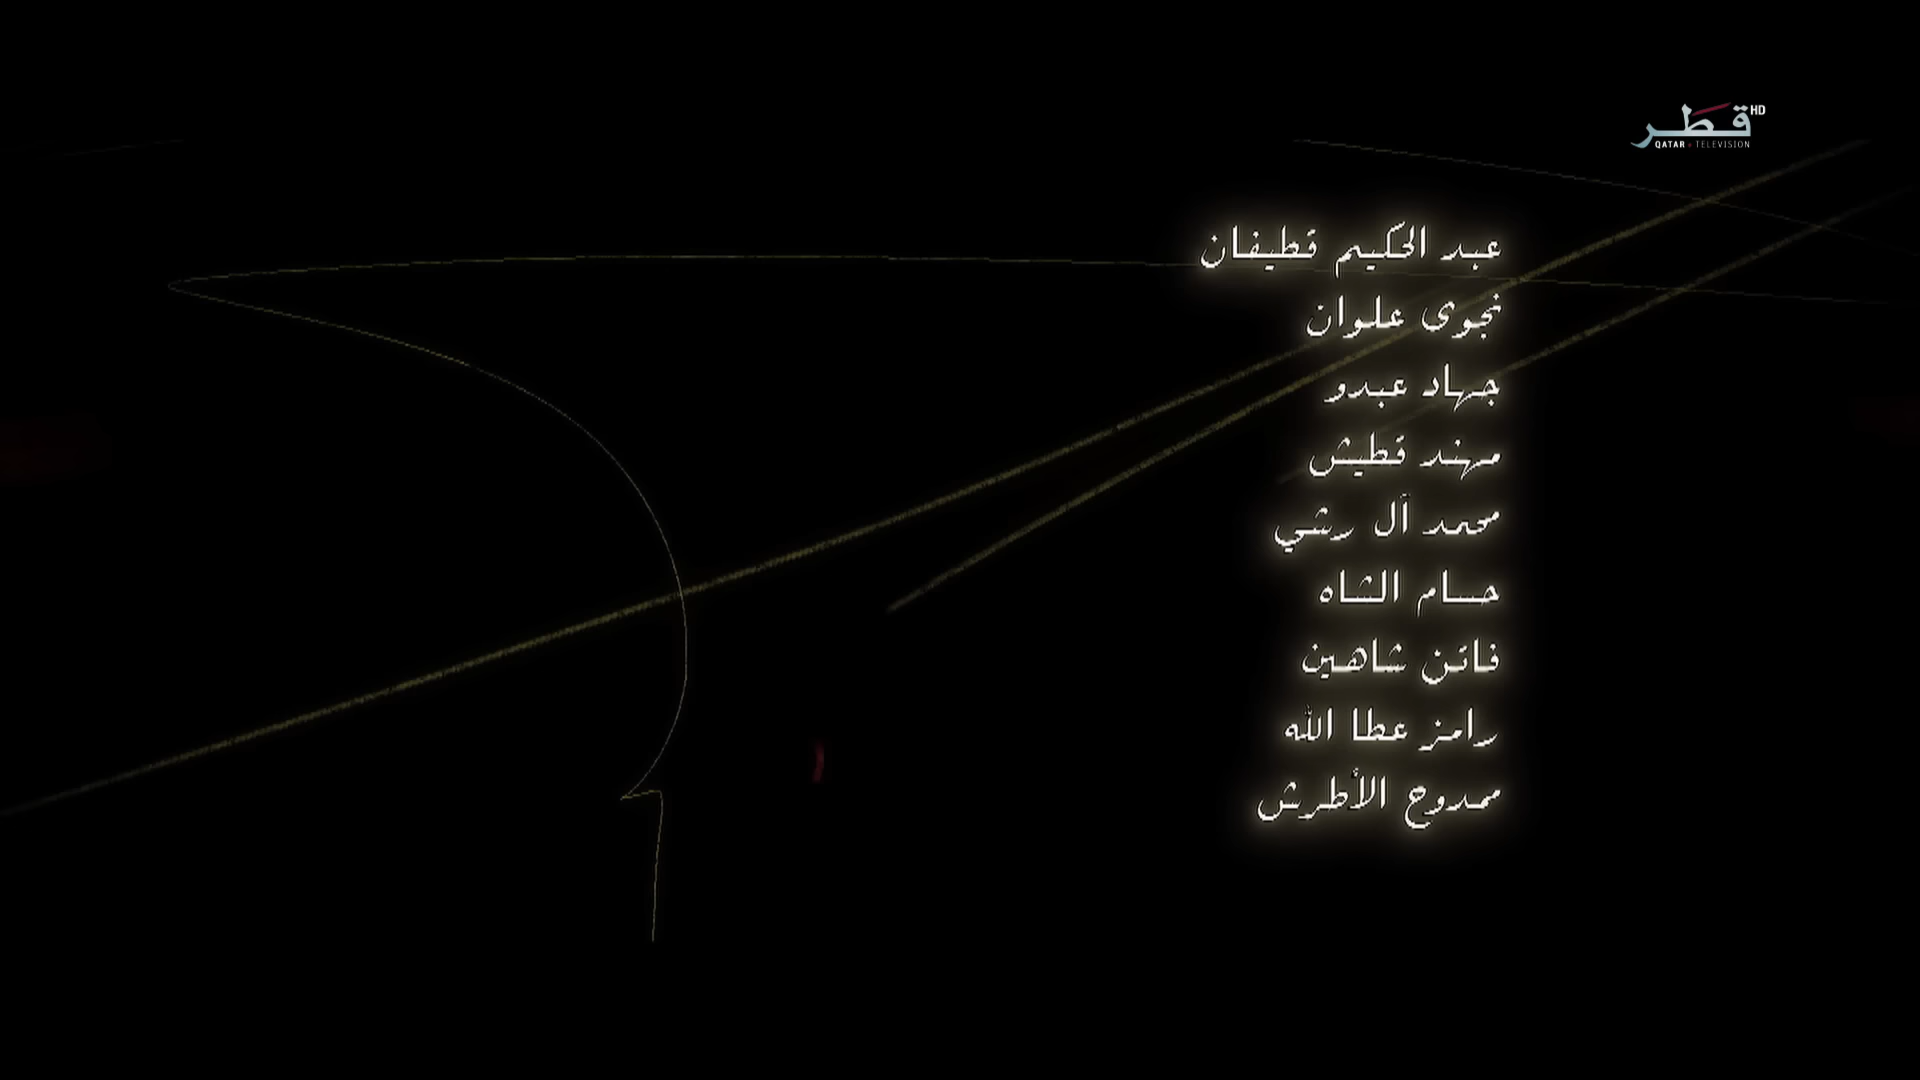 قطر HD
QATAR TELEVISION
عبد الحكيم قطيفان
نجوى علوان
جهاد عبدو
مهند قطيش
محمد آل رشي
حسام الشاه
فاتن شاهين
رامز عطا الله
ممدوح الأطرش